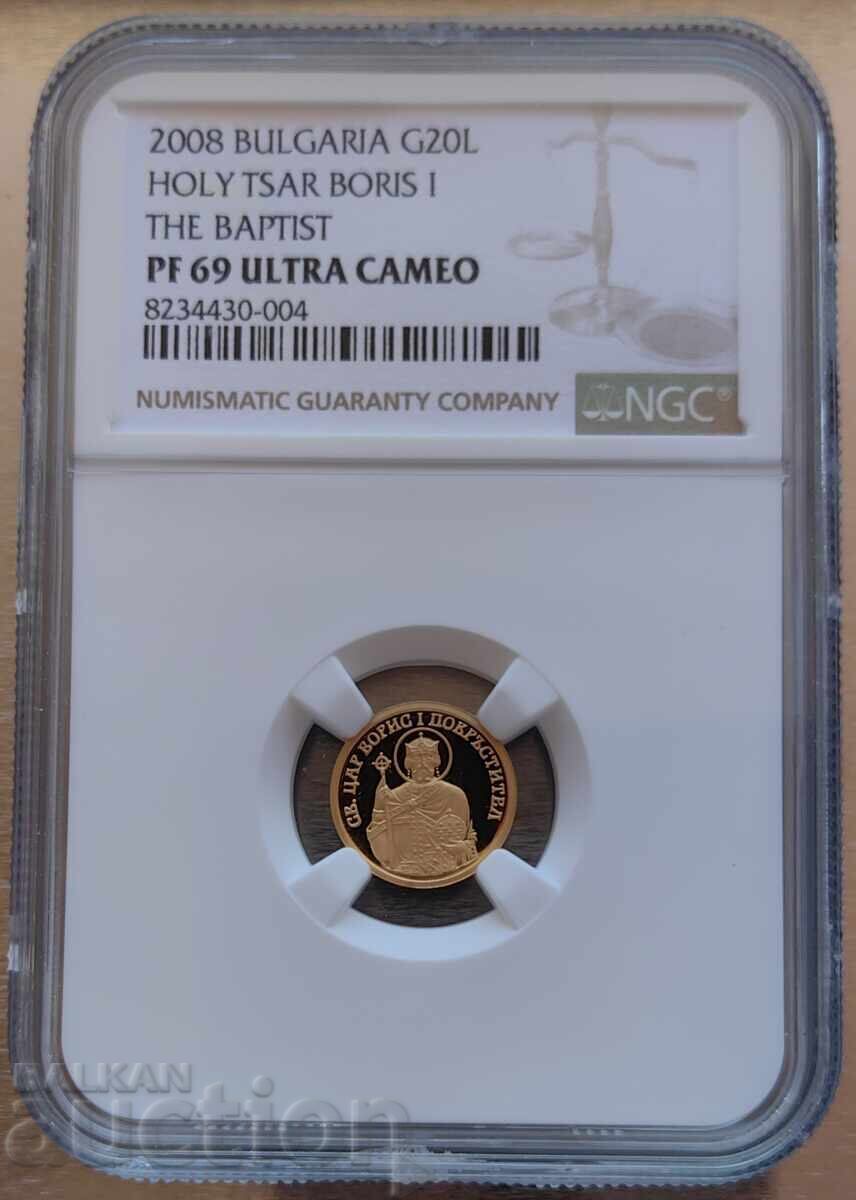 2008 BULGARIA G20L
HOLY TSAR BORIS I
THE BAPTIST
PF 69 ULTRA CAMEO
8234430-004
NUMISMATIC GUARANTY COMPANY
NGC®
СВ. ЦАР БОРИС I ПОКРЪСТИТЕЛ
BALKAN
auction